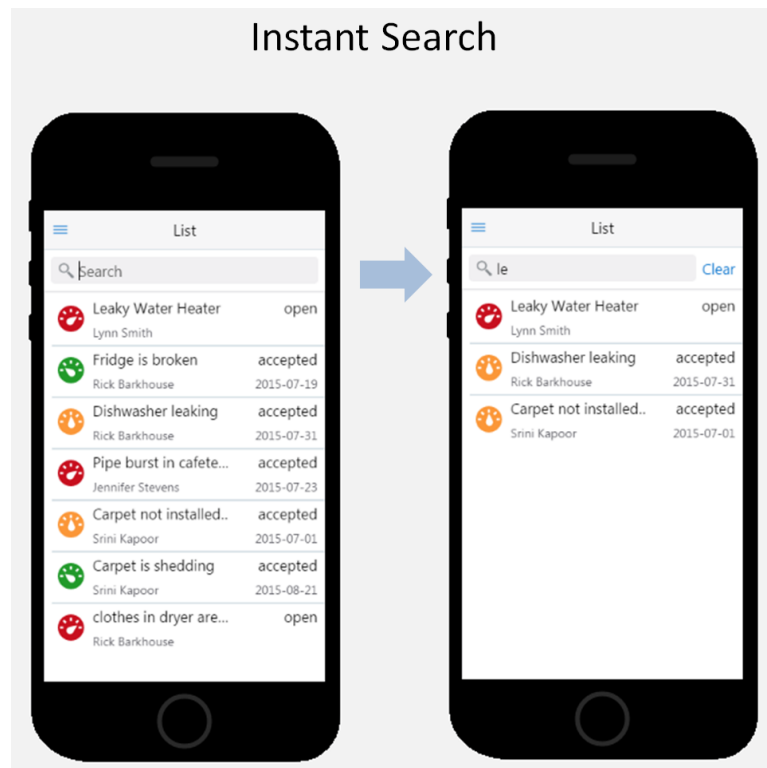 Instant Search
List
Search
Leaky Water Heater open
Lynn Smith
Fridge is broken accepted
Rick Barkhouse 2015-07-19
Dishwasher leaking accepted
Rick Barkhouse 2015-07-31
Pipe burst in cafete... accepted
Jennifer Stevens 2015-07-23
Carpet not installed.. accepted
Srini Kapoor 2015-07-01
Carpet is shedding accepted
Srini Kapoor 2015-08-21
clothes in dryer are... open
Rick Barkhouse
List
le Clear
Leaky Water Heater open
Lynn Smith
Dishwasher leaking accepted
Rick Barkhouse 2015-07-31
Carpet not installed.. accepted
Srini Kapoor 2015-07-01